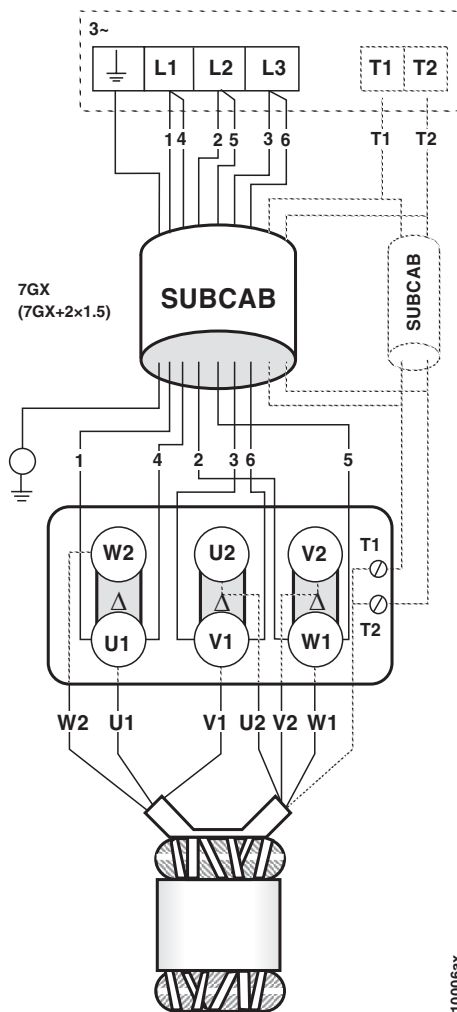 3~
L1 L2 L3 T1 T2
1 4 2 5 3 6 T1 T2
7GX
(7GX+2×1.5)
SUBCAB
SUBCAB
1 4 2 3 6 5
W2 U2 V2 T1
Δ Δ Δ
U1 V1 W1 T2
W2 U1 V1 U2 V2 W1
10006ax